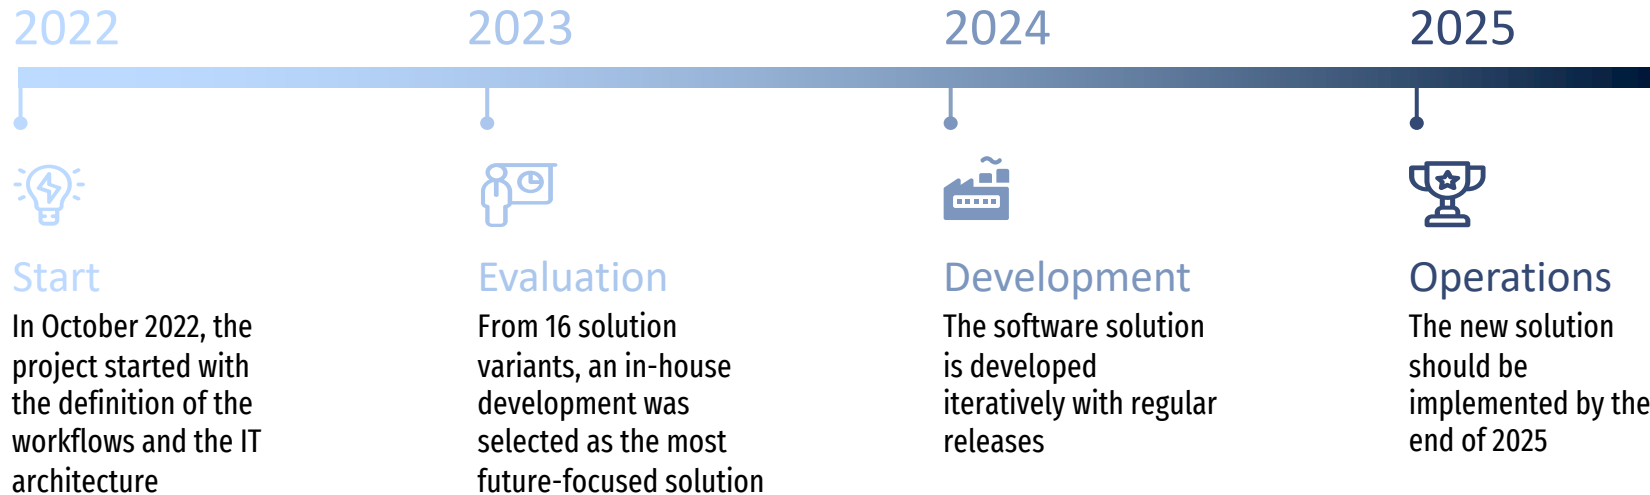 2022
2023
2024
2025
Start
In October 2022, the
project started with
the definition of the
workflows and the IT
architecture
Evaluation
From 16 solution
variants, an in-house
development was
selected as the most
future-focused solution
Development
The software solution
is developed
iteratively with regular
releases
Operations
The new solution
should be
implemented by the
end of 2025